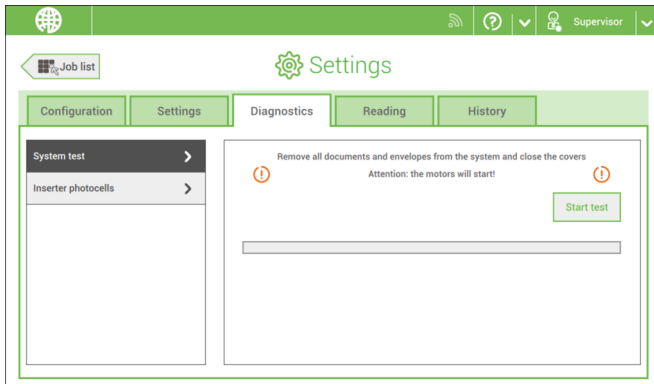 Supervisor
Job list
Settings
Configuration
Settings
Diagnostics
Reading
History
System test
Inserter photocells
Remove all documents and envelopes from the system and close the covers
Attention: the motors will start!
Start test